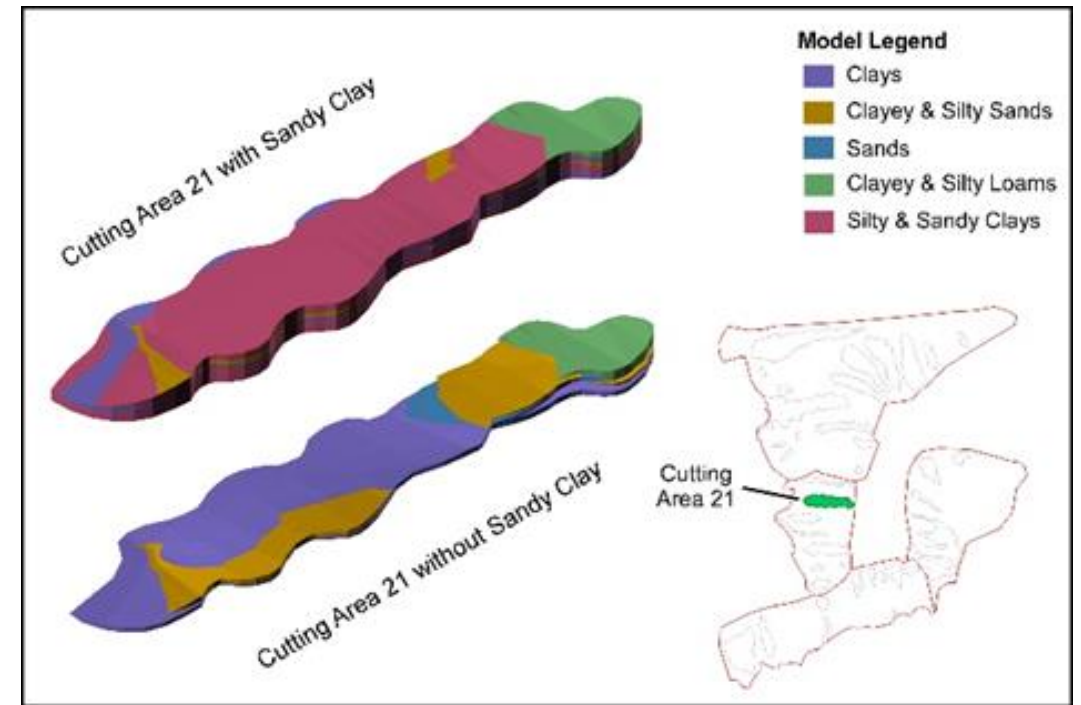 Model Legend
Clays
Clayey & Silty Sands
Sands
Clayey & Silty Loams
Silty & Sandy Clays
Cutting Area 21 with Sandy Clay
Cutting Area 21 without Sandy Clay
Cutting
Area 21